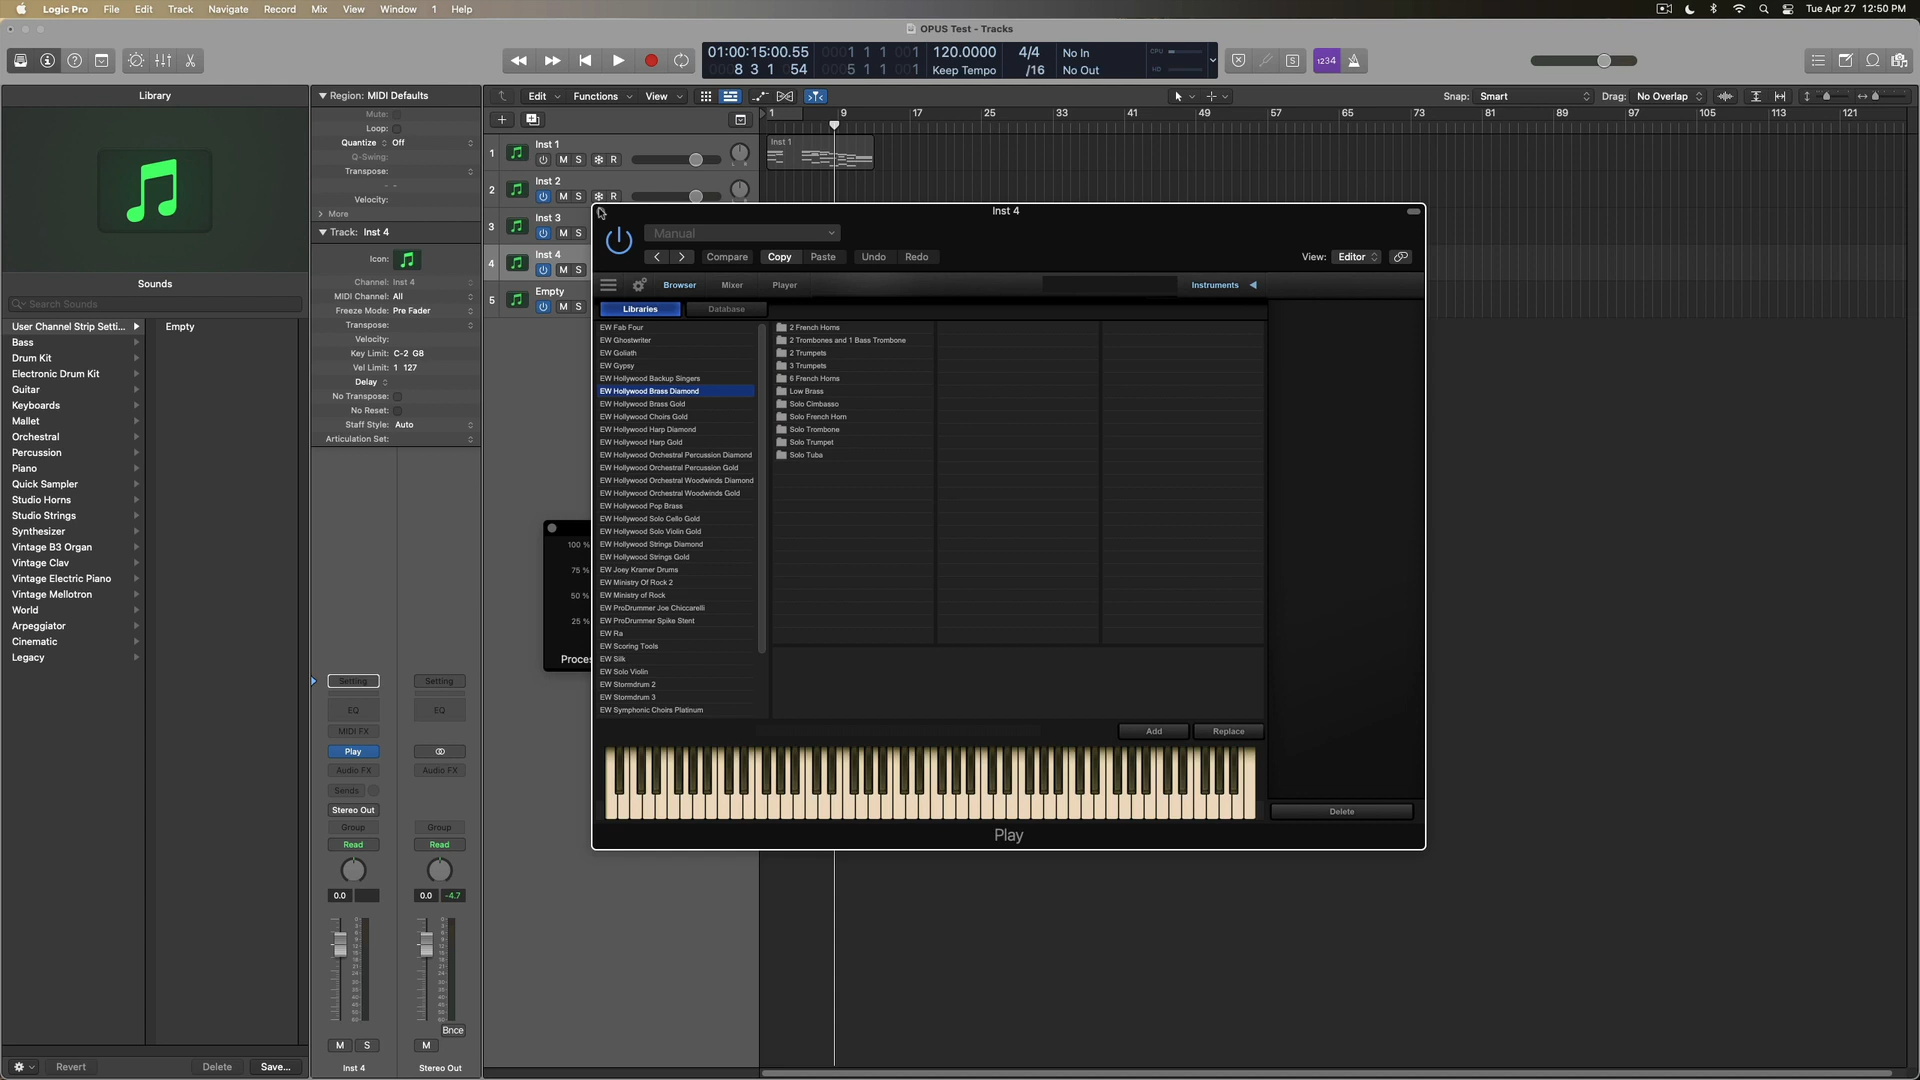 Logic Pro File Edit Track Navigate Record Mix View Window 1 Help
Tue Apr 27 12:50 PM
OPUS Test - Tracks
01:00:15:00.55
8 3 1 54
120.0000
Keep Tempo
4/4
/16
No In
No Out
CPU
HD
1234
Library
Sounds
Search Sounds
User Channel Strip Setti...
Empty
Bass
Drum Kit
Electronic Drum Kit
Guitar
Keyboards
Mallet
Orchestral
Percussion
Piano
Quick Sampler
Studio Horns
Studio Strings
Synthesizer
Vintage B3 Organ
Vintage Clav
Vintage Electric Piano
Vintage Mellotron
World
Arpeggiator
Cinematic
Legacy
Revert
Delete
Save...
Region: MIDI Defaults
Mute:
Loop:
Quantize Off
Q-Swing:
Transpose:
- -
Velocity:
More
Track: Inst 4
Icon:
Channel: Inst 4
MIDI Channel: All
Freeze Mode: Pre Fader
Transpose:
Velocity:
Key Limit: C-2 G8
Vel Limit: 1 127
Delay
No Transpose:
No Reset:
Staff Style: Auto
Articulation Set:
Setting Setting
EQ EQ
MIDI FX
Play
Audio FX Audio FX
Sends
Stereo Out
Group Group
Read Read
0.0 0.0 -4.7
Bnce
M S M
Inst 4 Stereo Out
Edit Functions View
Snap: Smart
Drag: No Overlap
1 9 17 25 33 41 49 57 65 73 81 89 97 105 113 121
1 Inst 1
M S R
Inst 1
2 Inst 2
M S R
3 Inst 3
M S
4 Inst 4
M S
5 Empty
M S
100 %
75 %
50 %
25 %
Inst 4
Manual
Compare Copy Paste Undo Redo
View: Editor
Browser Mixer Player
Instruments
Libraries Database
EW Fab Four
EW Ghostwriter
EW Goliath
EW Gypsy
EW Hollywood Backup Singers
EW Hollywood Brass Diamond
EW Hollywood Brass Gold
EW Hollywood Choirs Gold
EW Hollywood Harp Diamond
EW Hollywood Harp Gold
EW Hollywood Orchestral Percussion Diamond
EW Hollywood Orchestral Percussion Gold
EW Hollywood Orchestral Woodwinds Diamond
EW Hollywood Orchestral Woodwinds Gold
EW Hollywood Pop Brass
EW Hollywood Solo Cello Gold
EW Hollywood Solo Violin Gold
EW Hollywood Strings Diamond
EW Hollywood Strings Gold
EW Joey Kramer Drums
EW Ministry Of Rock 2
EW Ministry of Rock
EW ProDrummer Joe Chiccarelli
EW ProDrummer Spike Stent
EW Ra
EW Scoring Tools
EW Silk
EW Solo Violin
EW Stormdrum 2
EW Stormdrum 3
EW Symphonic Choirs Platinum
2 French Horns
2 Trombones and 1 Bass Trombone
2 Trumpets
3 Trumpets
6 French Horns
Low Brass
Solo Cimbasso
Solo French Horn
Solo Trombone
Solo Trumpet
Solo Tuba
Add Replace
Delete
Play